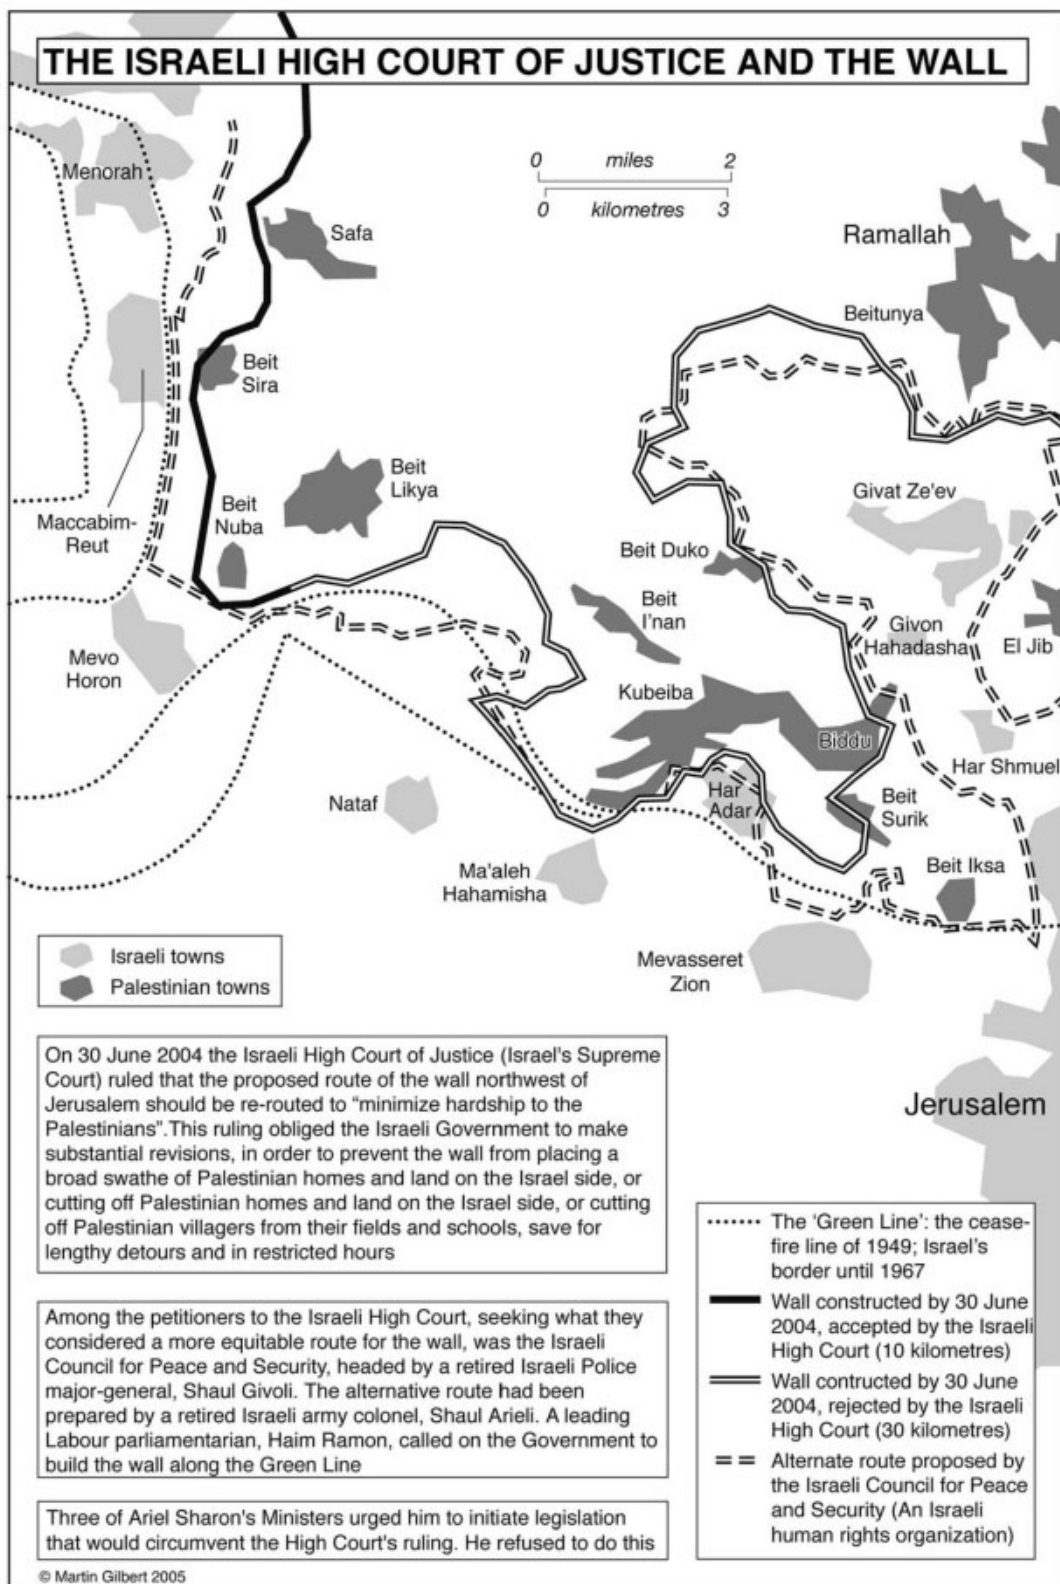 THE ISRAELI HIGH COURT OF JUSTICE AND THE WALL
0 miles 2
0 kilometres 3
Menorah
Safa
Ramallah
Beitunya
Beit
Sira
Maccabim-
Reut
Beit
Likya
Beit
Nuba
Givat Ze'ev
Beit Duko
Beit
I'nan
Givon
Hahadasha
El Jib
Mevo
Horon
Kubeiba
Biddu
Har Shmuel
Nataf
Har
Adar
Beit
Surik
Ma'aleh
Hahamisha
Beit Iksa
Mevasseret
Zion
Jerusalem
Israeli towns
Palestinian towns
On 30 June 2004 the Israeli High Court of Justice (Israel's Supreme
Court) ruled that the proposed route of the wall northwest of
Jerusalem should be re-routed to “minimize hardship to the
Palestinians”.This ruling obliged the Israeli Government to make
substantial revisions, in order to prevent the wall from placing a
broad swathe of Palestinian homes and land on the Israel side, or
cutting off Palestinian homes and land on the Israel side, or cutting
off Palestinian villagers from their fields and schools, save for
lengthy detours and in restricted hours
Among the petitioners to the Israeli High Court, seeking what they
considered a more equitable route for the wall, was the Israeli
Council for Peace and Security, headed by a retired Israeli Police
major-general, Shaul Givoli. The alternative route had been
prepared by a retired Israeli army colonel, Shaul Arieli. A leading
Labour parliamentarian, Haim Ramon, called on the Government to
build the wall along the Green Line
Three of Ariel Sharon's Ministers urged him to initiate legislation
that would circumvent the High Court's ruling. He refused to do this
The ‘Green Line’: the cease-
fire line of 1949; Israel's
border until 1967
Wall constructed by 30 June
2004, accepted by the Israeli
High Court (10 kilometres)
Wall contructed by 30 June
2004, rejected by the Israeli
High Court (30 kilometres)
Alternate route proposed by
the Israeli Council for Peace
and Security (An Israeli
human rights organization)
© Martin Gilbert 2005